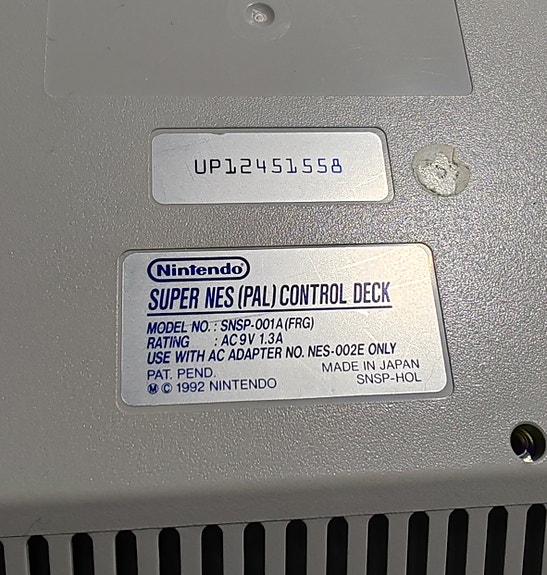 UP12451558
Nintendo
SUPER NES (PAL) CONTROL DECK
MODEL NO. : SNSP-001A (FRG)
RATING : AC 9V 1.3A
USE WITH AC ADAPTER NO. NES-002E ONLY
PAT. PEND. MADE IN JAPAN
Ⓜ © 1992 NINTENDO SNSP-HOL